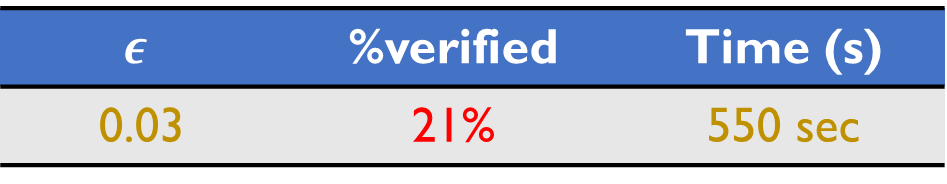 ϵ %verified Time (s)
0.03 21% 550 sec